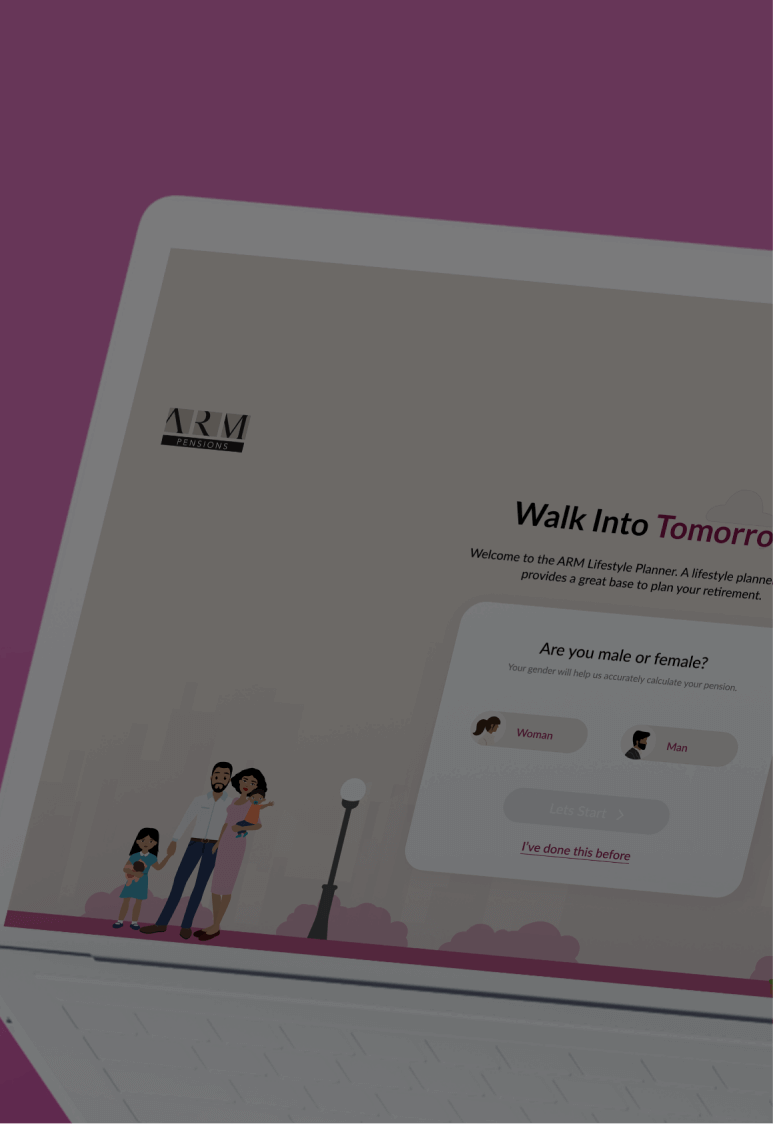 ARM
PENSIONS
Walk Into Tomorro
Welcome to the ARM Lifestyle Planner. A lifestyle planne
provides a great base to plan your retirement.
Are you male or female?
Your gender will help us accurately calculate your pension.
Woman
Man
Lets Start
I've done this before